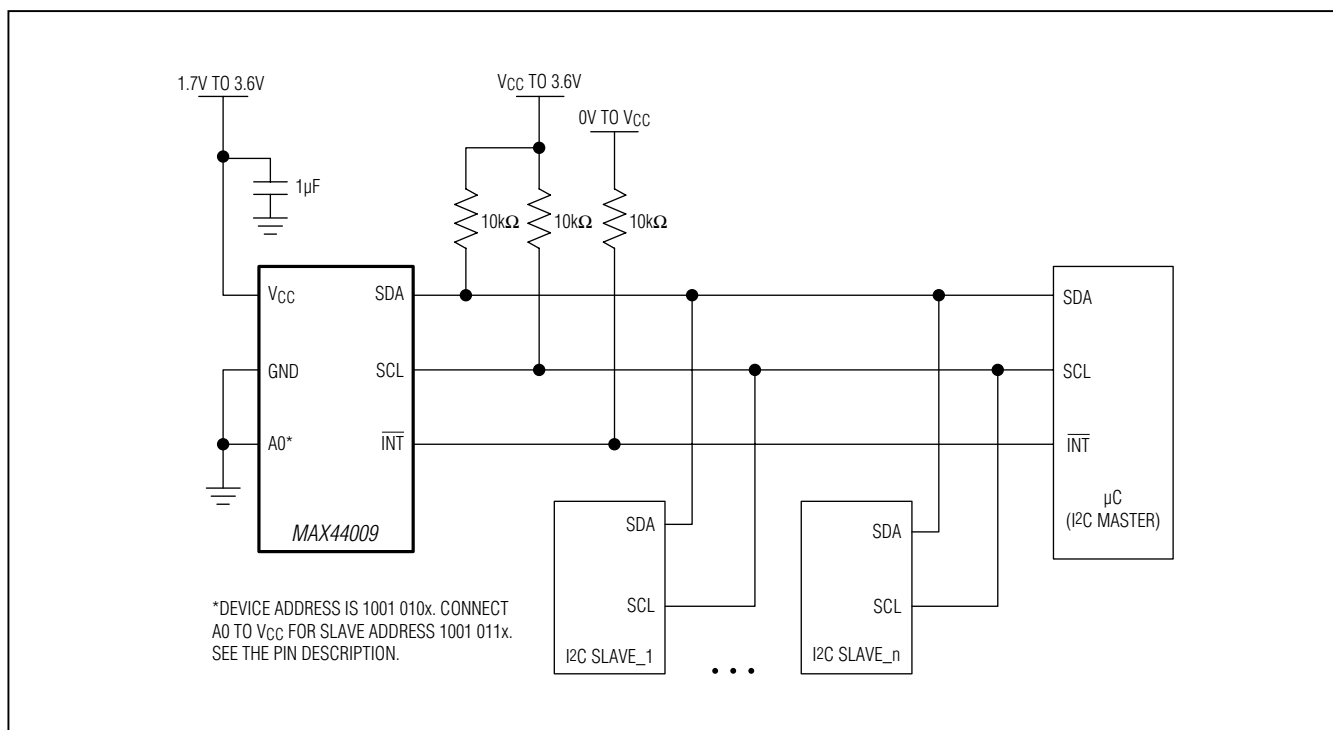 1.7V TO 3.6V
VCC TO 3.6V
0V TO VCC
1µF
10kΩ
10kΩ
10kΩ
VCC
SDA
GND
SCL
A0*
INT
MAX44009
SDA
SCL
INT
µC
(I2C MASTER)
SDA
SCL
I2C SLAVE_1
• • •
SDA
SCL
I2C SLAVE_n
*DEVICE ADDRESS IS 1001 010x. CONNECT
A0 TO VCC FOR SLAVE ADDRESS 1001 011x.
SEE THE PIN DESCRIPTION.